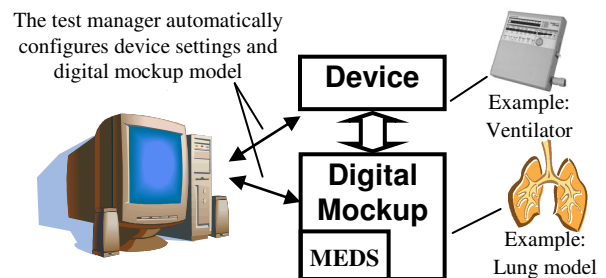 The test manager automatically
configures device settings and
digital mockup model
Device
Example:
Ventilator
Digital
Mockup
MEDS
Example:
Lung model